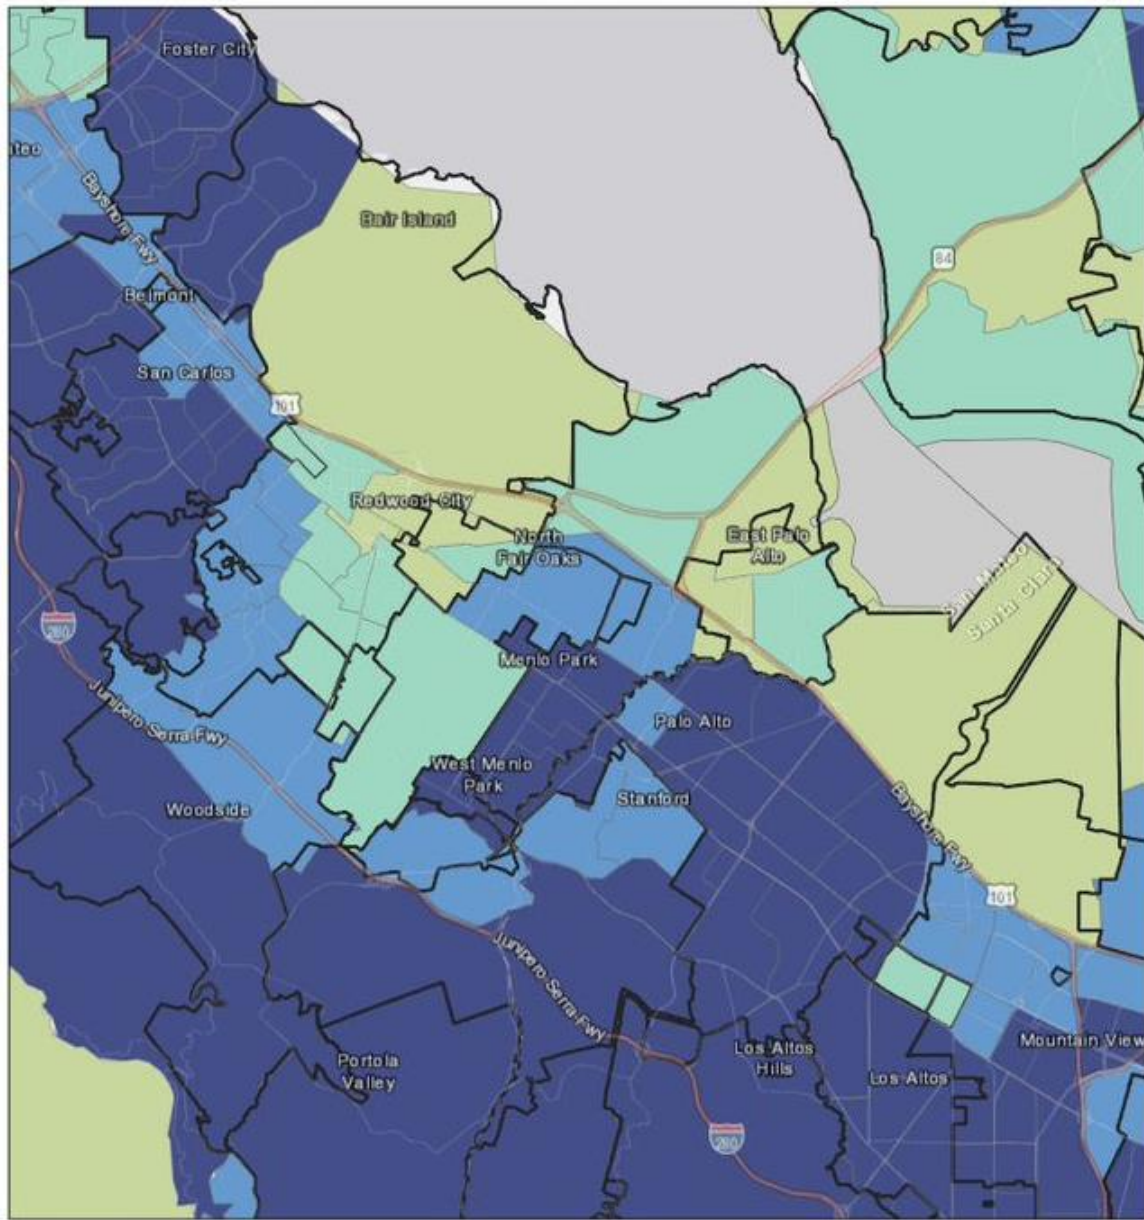 Foster City
ateo
Bayshore Fwy
Bair Island
84
Belmont
San Carlos
101
Redwood City
North
Fair Oaks
East Palo
Alto
San Mateo
Santa Clara
280
Menlo Park
Junipero Serra Fwy
Palo Alto
West Menlo
Park
Stanford
Woodside
Bayshore Fwy
101
Junipero Serra Fwy
Mountain View
Los Altos
Hills
Portola
Valley
Los Altos
280